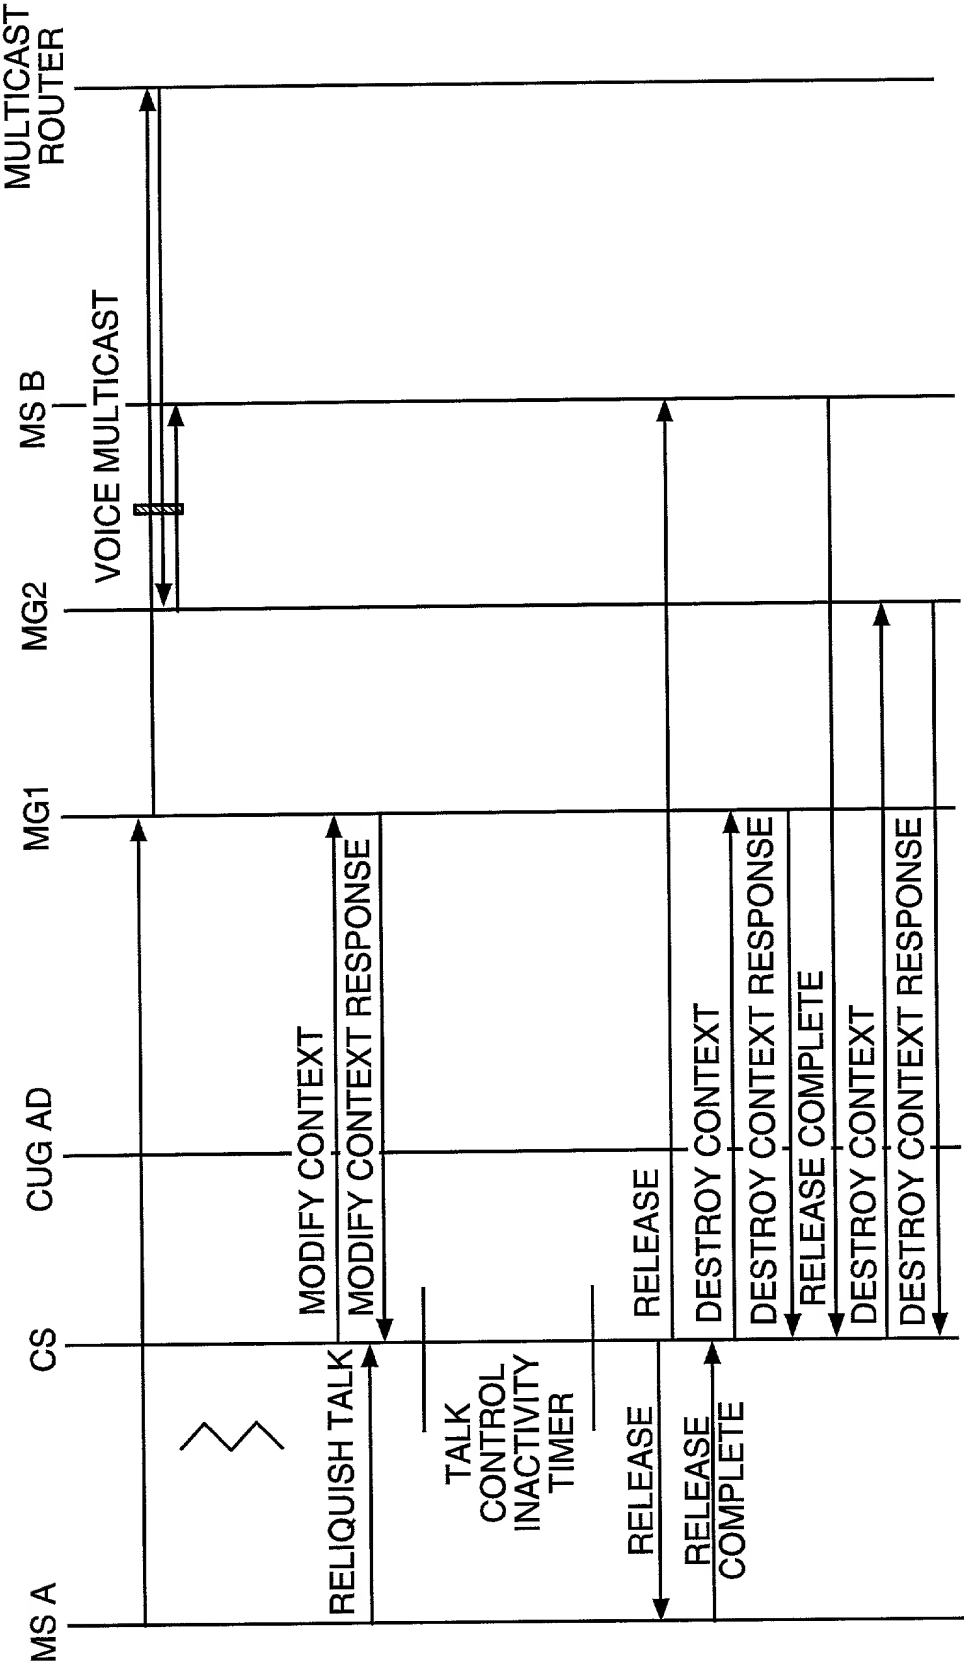 MS A
CS
CUG AD
MG1
MG2
MS B
MULTICAST
ROUTER
VOICE MULTICAST
MODIFY CONTEXT
RELIQUISH TALK
MODIFY CONTEXT RESPONSE
TALK
CONTROL
INACTIVITY
TIMER
RELEASE
RELEASE
RELEASE
COMPLETE
DESTROY CONTEXT
DESTROY CONTEXT RESPONSE
RELEASE COMPLETE
DESTROY CONTEXT
DESTROY CONTEXT RESPONSE